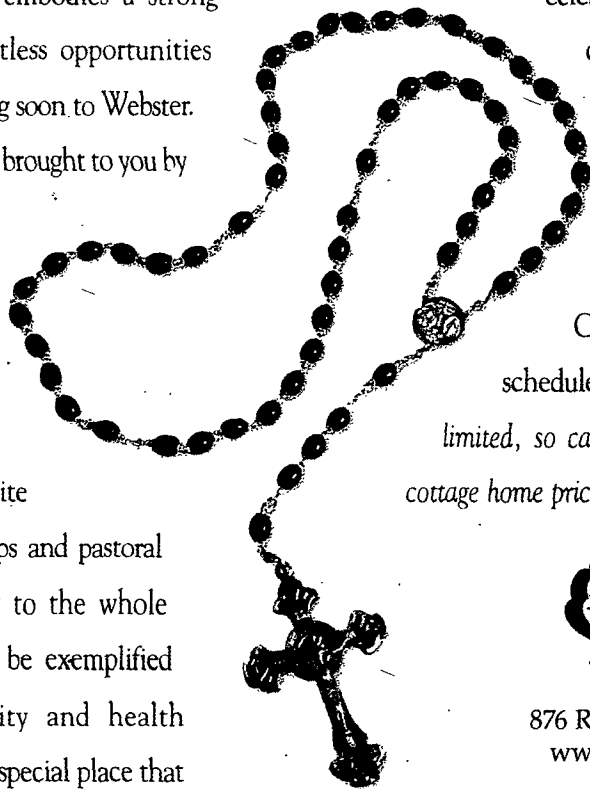 embodies a strong
tless opportunities
g soon to Webster.
brought to you by
ite
ps and pastoral
to the whole
be exemplified
ity and health
special place that
C
schedule
limited, so ca
cottage home pric
876 R
ww